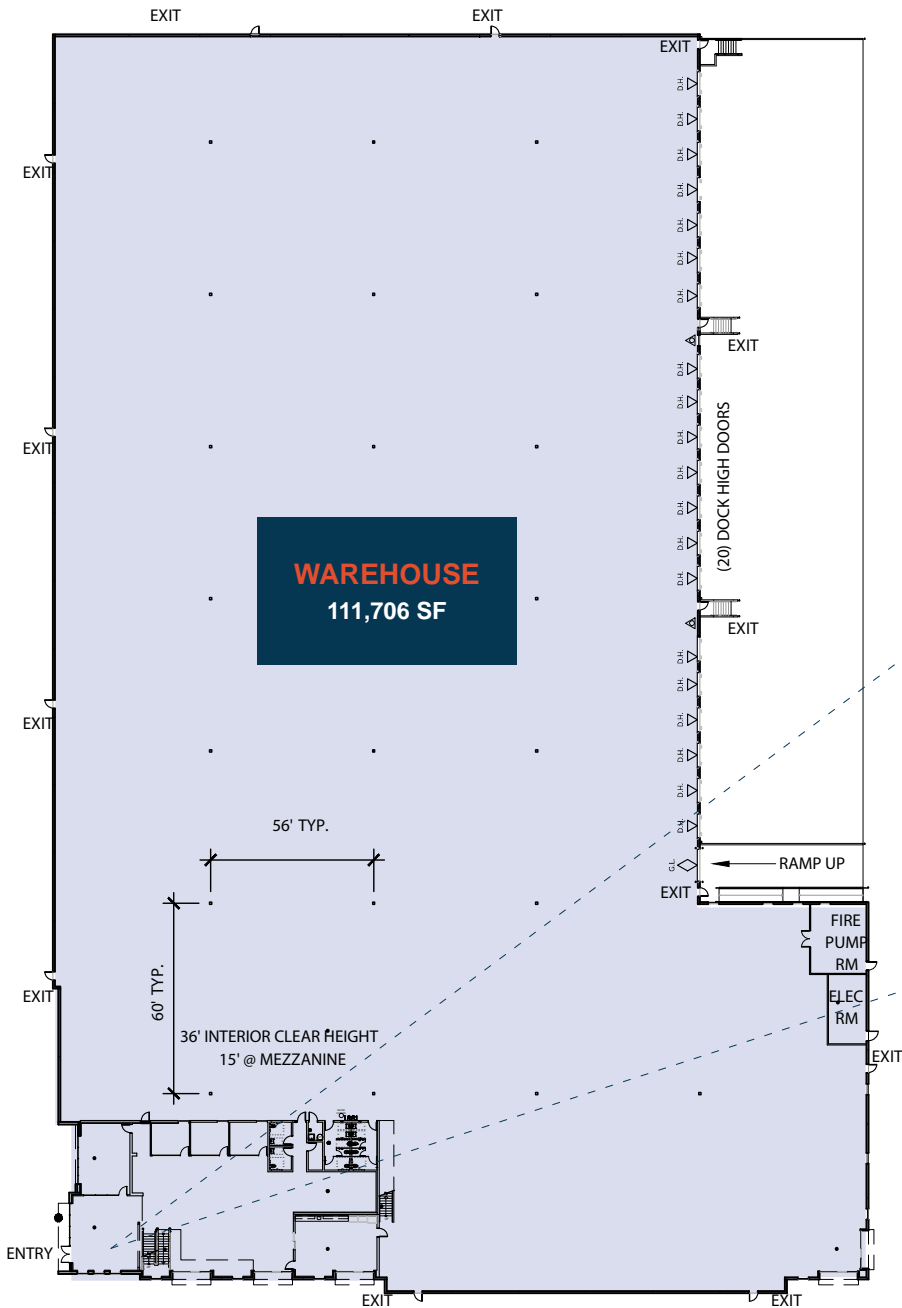 EXIT
EXIT
EXIT
D.H.
D.H.
D.H.
EXIT
D.H.
D.H.
D.H.
D.H.
EXIT
D.H.
D.H.
D.H.
EXIT
D.H.
D.H.
D.H.
D.H.
(20) DOCK HIGH DOORS
WAREHOUSE
111,706 SF
EXIT
D.H.
D.H.
D.H.
EXIT
D.H.
D.H.
D.H.
56' TYP.
G.L.
RAMP UP
EXIT
FIRE
PUMP
RM
60' TYP.
EXIT
ELEC
RM
36' INTERIOR CLEAR HEIGHT
15' @ MEZZANINE
EXIT
ENTRY
EXIT
EXIT